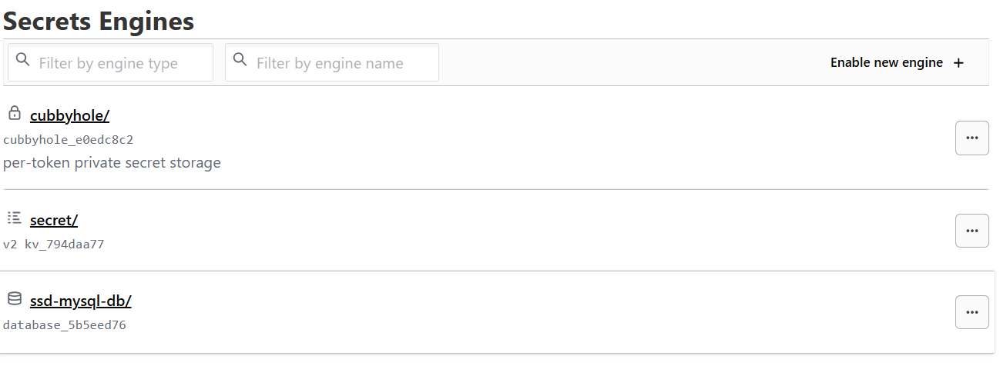 Secrets Engines
Filter by engine type
Filter by engine name
Enable new engine +
cubbyhole/
cubbyhole_e0edc8c2
per-token private secret storage
secret/
v2 kv_794daa77
ssd-mysql-db/
database_5b5eed76